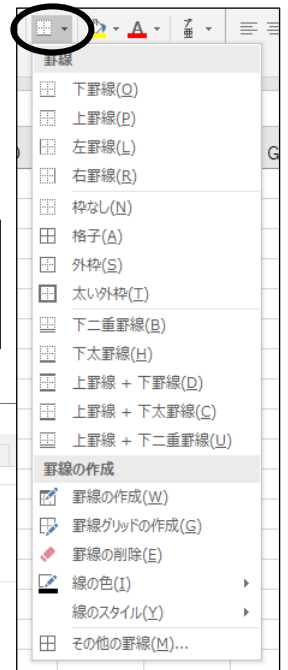 A
ア
亜
罫線
G
下罫線(O)
上罫線(P)
左罫線(L)
右罫線(R)
枠なし(N)
格子(A)
外枠(S)
太い外枠(T)
下二重罫線(B)
下太罫線(H)
上罫線 + 下罫線(D)
上罫線 + 下太罫線(C)
上罫線 + 下二重罫線(U)
罫線の作成
罫線の作成(W)
罫線グリッドの作成(G)
罫線の削除(E)
線の色(I)
線のスタイル(Y)
その他の罫線(M)...